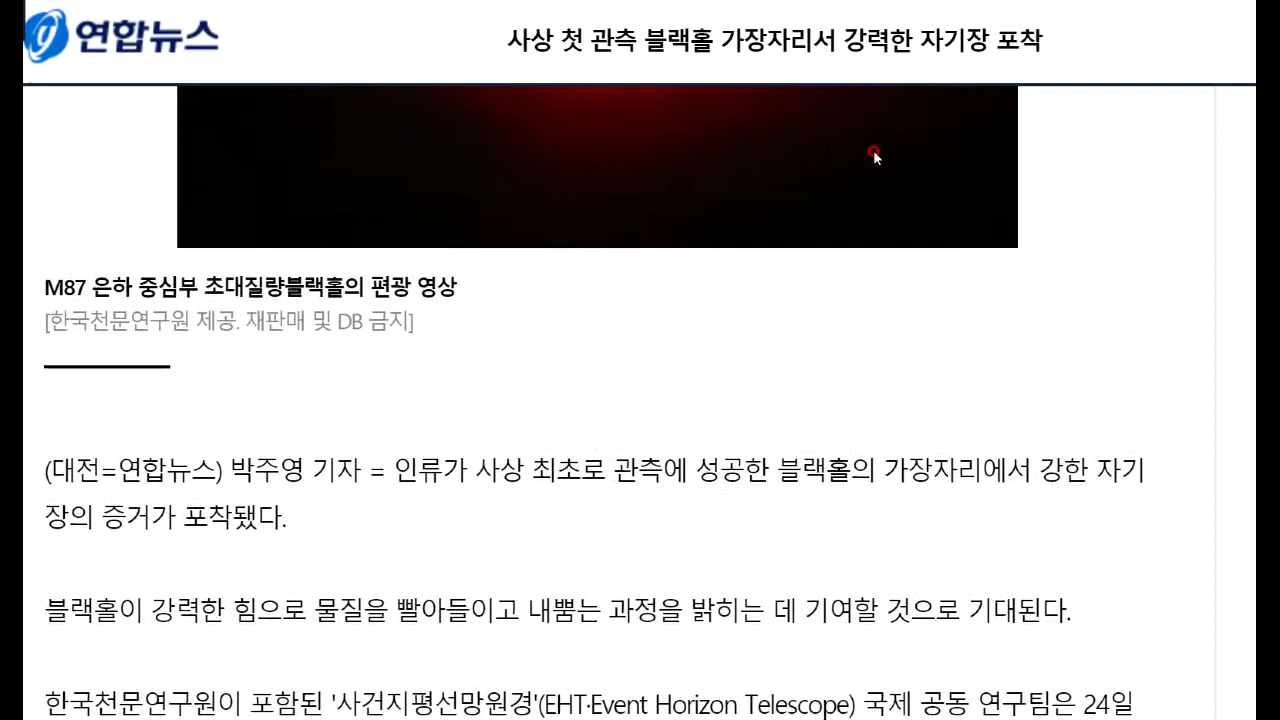 연합뉴스
사상 첫 관측 블랙홀 가장자리서 강력한 자기장 포착
M87 은하 중심부 초대질량블랙홀의 편광 영상
[한국천문연구원 제공. 재판매 및 DB 금지]
(대전=연합뉴스) 박주영 기자 = 인류가 사상 최초로 관측에 성공한 블랙홀의 가장자리에서 강한 자기
장의 증거가 포착됐다.
블랙홀이 강력한 힘으로 물질을 빨아들이고 내뿜는 과정을 밝히는 데 기여할 것으로 기대된다.
한국천문연구원이 포함된 '사건지평선망원경'(EHT·Event Horizon Telescope) 국제 공동 연구팀은 24일